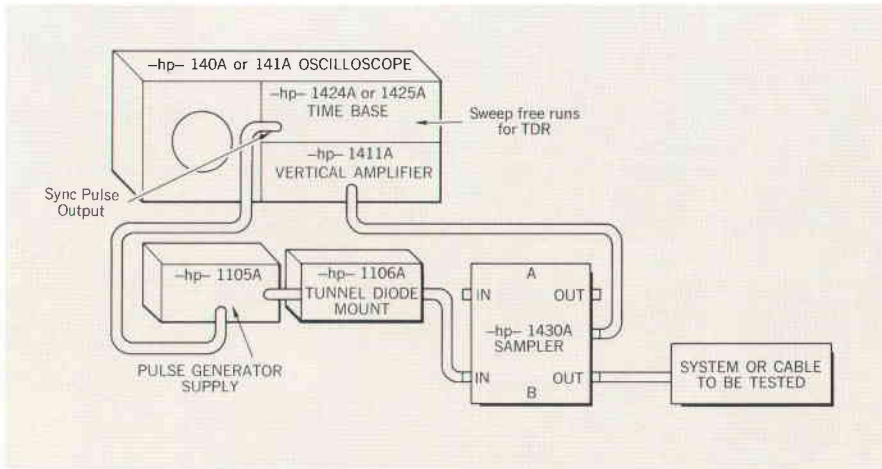 -hp- 140A or 141A OSCILLOSCOPE
-hp- 1424A or 1425A
TIME BASE
Sweep free runs
for TDR
-hp- 1411A
VERTICAL AMPLIFIER
Sync Pulse
Output
-hp- 1105A
-hp- 1106A
TUNNEL DIODE
MOUNT
A
IN
OUT
-hp- 1430A
SAMPLER
IN
OUT
B
PULSE GENERATOR
SUPPLY
SYSTEM OR CABLE
TO BE TESTED